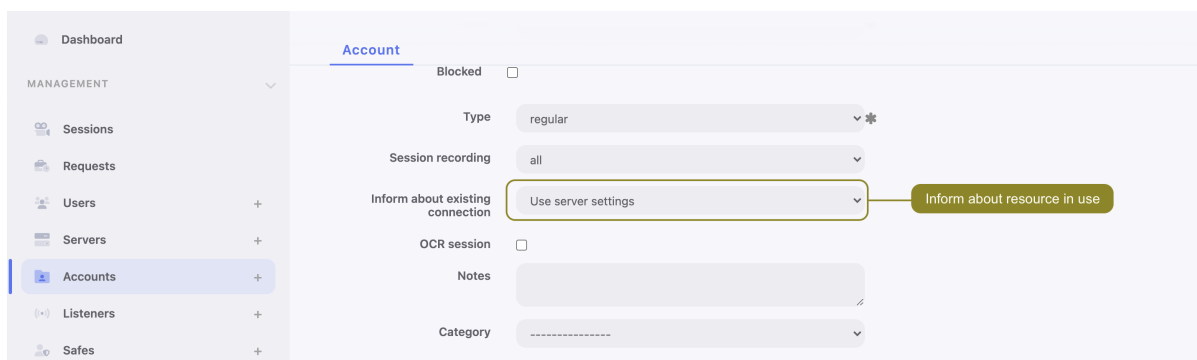 Dashboard
MANAGEMENT
Sessions
Requests
Users +
Servers +
Accounts +
Listeners +
Safes +
Account
Blocked
Type regular ✱
Session recording all
Inform about existing
connection
Use server settings
Inform about resource in use
OCR session
Notes
Category ---------------